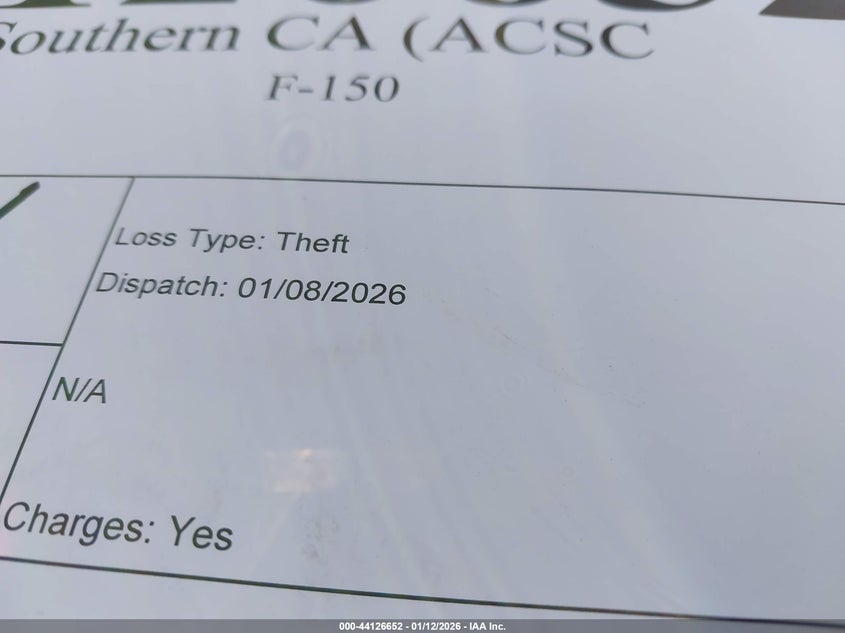 Southern CA (ACSC
F-150
Loss Type: Theft
Dispatch: 01/08/2026
N/A
Charges: Yes
000-44126652 - 01/12/2026 - IAA Inc.